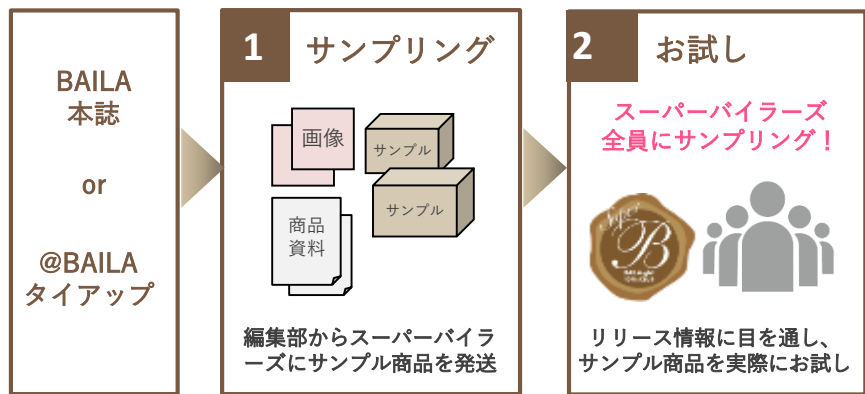 BAILA
本誌
or
@BAILA
タイアップ
1 サンプリング
画像
サンプル
サンプル
商品
資料
編集部からスーパーバイラ
ーズにサンプル商品を発送
2 お試し
スーパーバイラーズ
全員にサンプリング！
Super
B
リリース情報に目を通し、
サンプル商品を実際にお試し